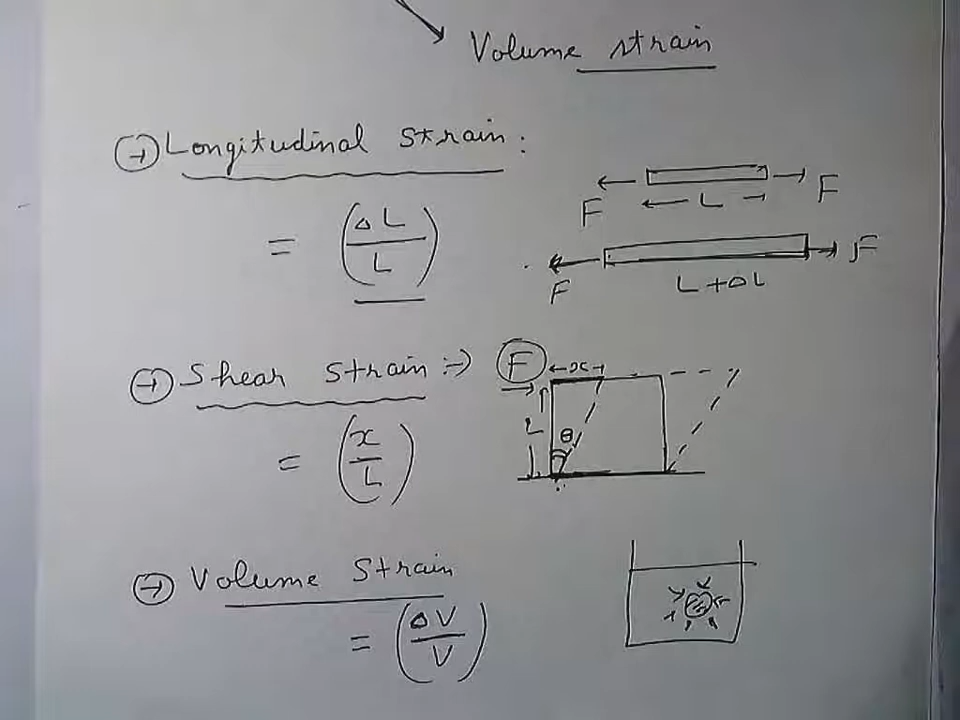 Volume strain
→ Longitudinal strain:
= (ΔL/L)
F L F
F L+ΔL F
→ Shear strain :→
= (x/L)
F x
L θ
→ Volume Strain
= (ΔV/V)